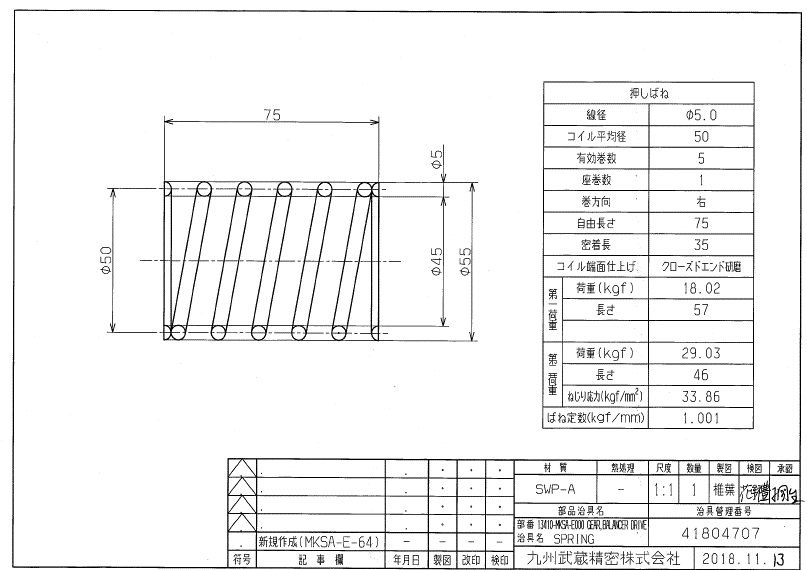 75
φ5
φ50
φ45
φ55
押しばね
線径 φ5.0
コイル平均径 50
有効巻数 5
座巻数 1
巻方向 右
自由長さ 75
密着長 35
コイル端面仕上げ クローズドエンド研磨
第一荷重 荷重(kgf) 18.02
長さ 57
第二荷重 荷重(kgf) 29.03
長さ 46
ねじり応力(kgf/mm²) 33.86
ばね定数(kgf/mm) 1.001
材質 熱処理 尺度 数量 製図 検図 承認
SWP-A - 1:1 1 椎葉
部品治具名 治具管理番号
部番 13410-MKSA-E000 GEAR,BALANCER DRIVE
治具名 SPRING 41804707
新規作成(MKSA-E-64) - - - -
符号 記事欄 年月日 製図 改印 検印
九州武蔵精密株式会社 2018.11.13